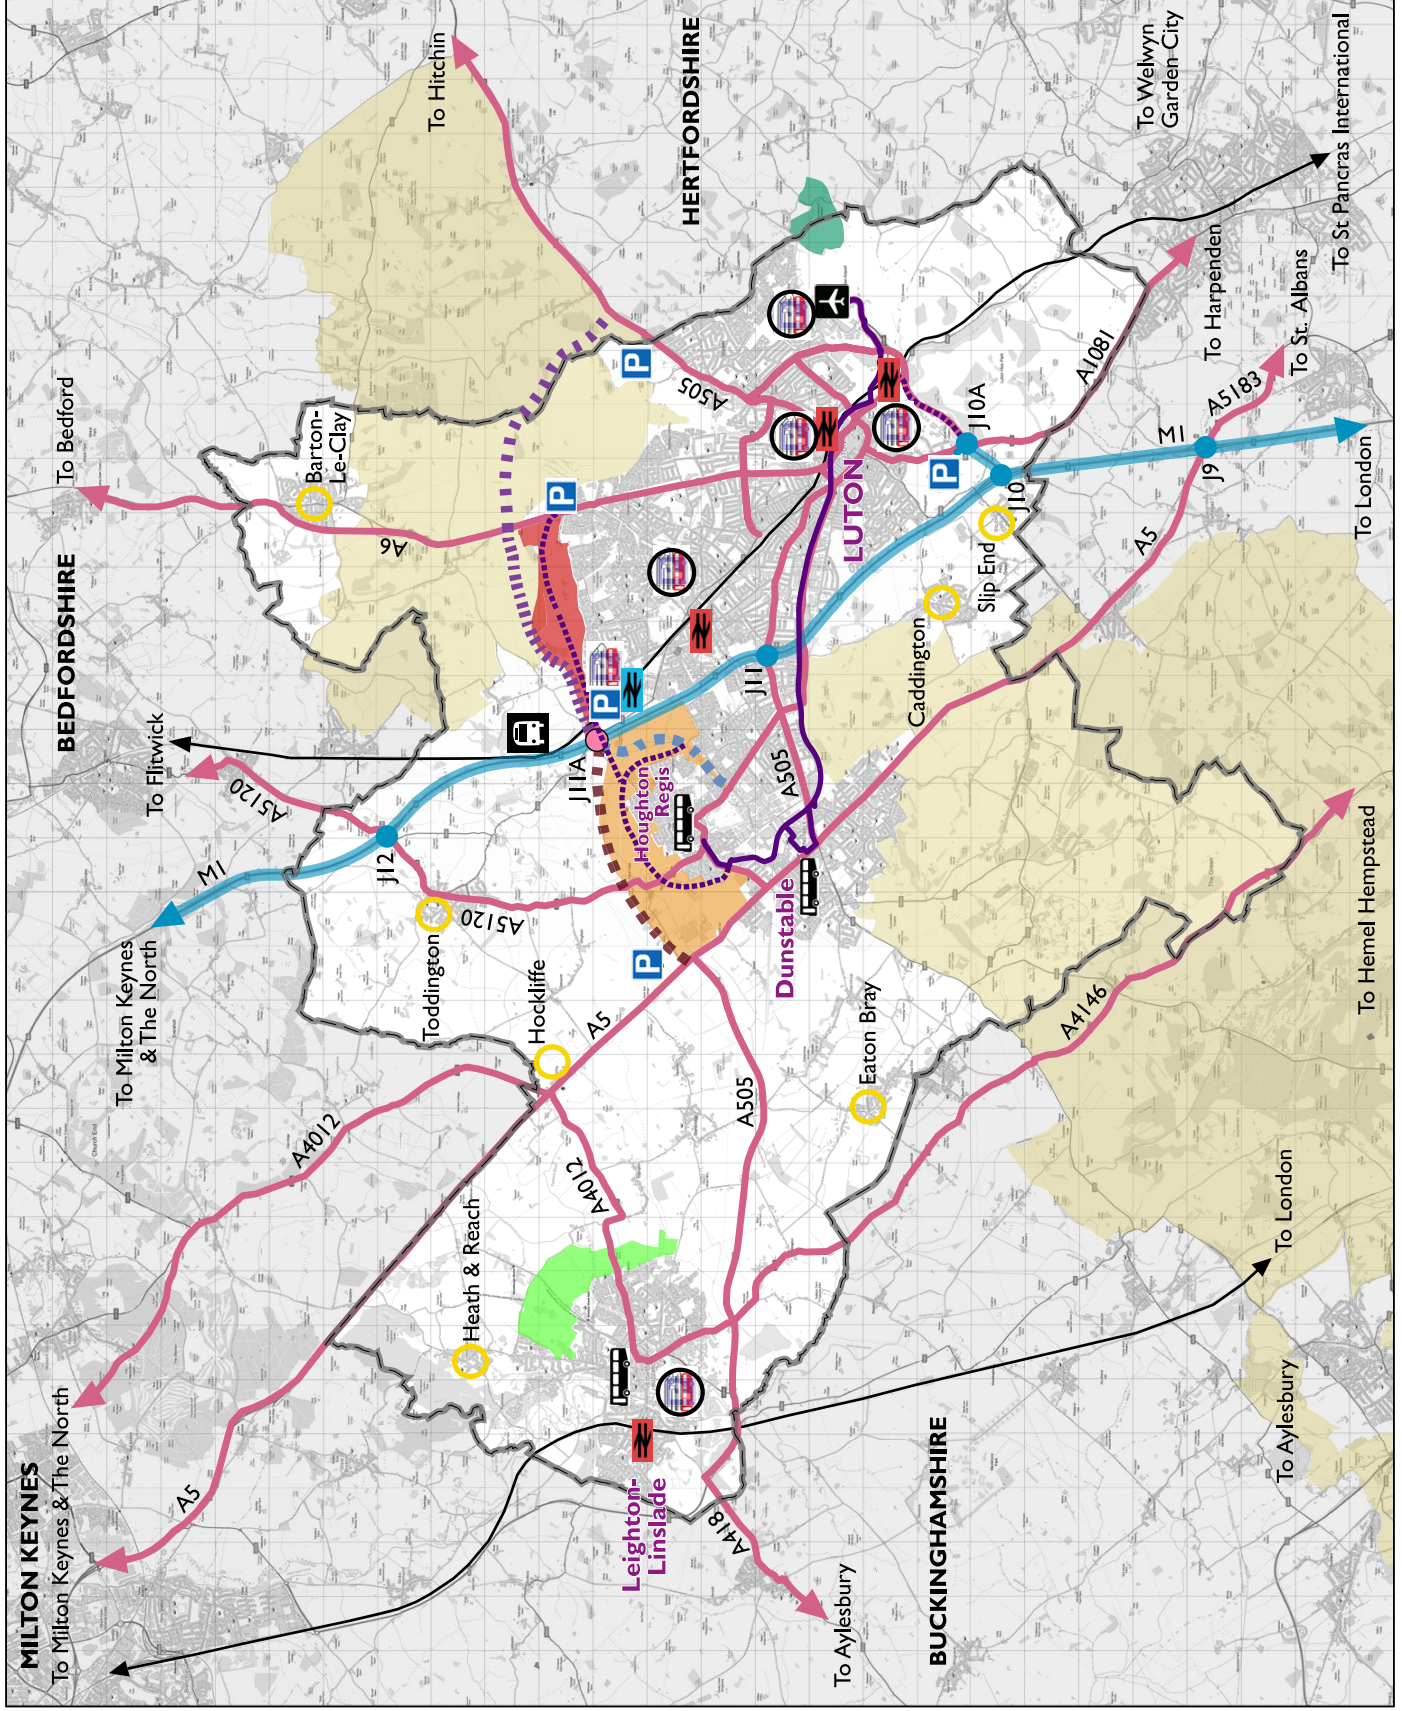 MILTON KEYNES
To Milton Keynes & The North
A5
A4012
To Milton Keynes
& The North
M1
To Flitwick
A5120
BEDFORDSHIRE
To Bedford
A6
Barton-
Le-Clay
To Hitchin
HERTFORDSHIRE
J12
Toddington
A5120
Hockliffe
A5
Heath & Reach
A4012
J11A
Houghton
Regis
A505
J11
A505
A505
LUTON
Dunstable
Leighton-
Linslade
A418
To Aylesbury
BUCKINGHAMSHIRE
Eaton Bray
Caddington
Slip End
J10
J10A
A1081
To Welwyn
Garden City
To Harpenden
To St. Albans
To St Pancras International
M1
A5183
J9
A5
To London
A4146
To Hemel Hempstead
To London
To Aylesbury
P
P
P
P
P